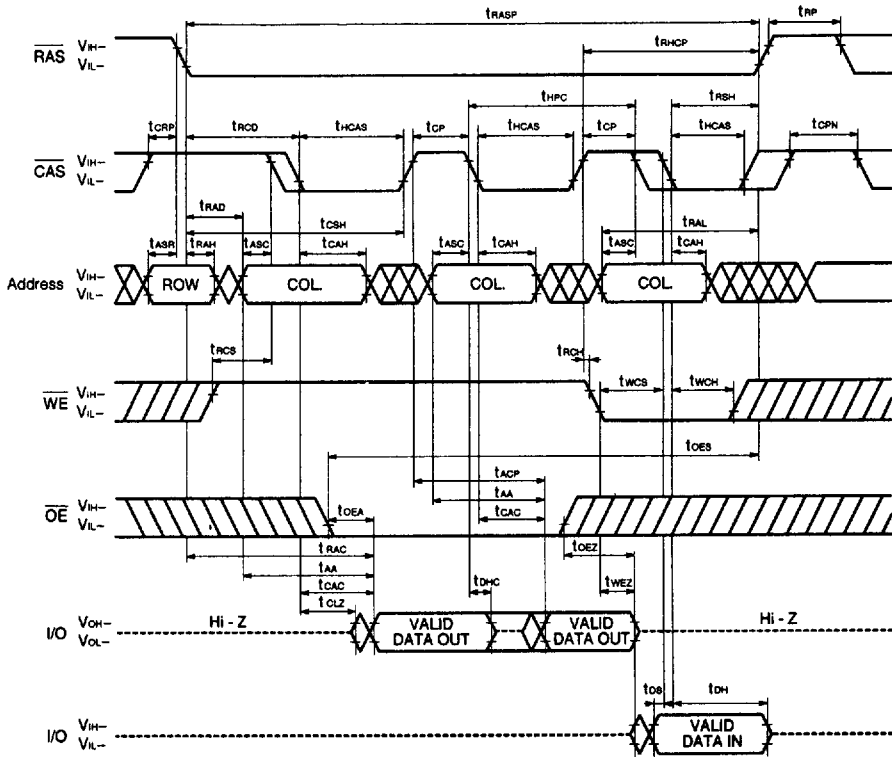 tRASP tRP
RAS VIH– VIL–
tRHCP
tHPC tRSH
tCRP tRCD tHCAS tCP tHCAS tCP tHCAS tCPN
CAS VIH– VIL–
tRAD tCSH tRAL
tASR tRAH tASC tCAH tASC tCAH tASC tCAH
Address VIH– VIL– ROW COL. COL. COL.
tRCS tRCH tWCS tWCH
WE VIH– VIL–
tOES
tACP
tAA
OE VIH– VIL– tOEA tCAC
tRAC tOEZ
tAA
tCAC tDHC tWEZ
tCLZ
I/O VOH– VOL– Hi - Z VALID DATA OUT VALID DATA OUT Hi - Z
tDS tDH
I/O VIH– VIL– VALID DATA IN